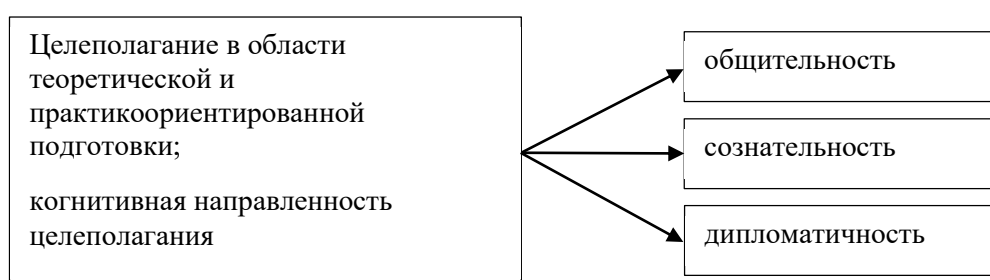 Целеполагание в области
теоретической и
практикоориентированной
подготовки;
когнитивная направленность
целеполагания
общительность
сознательность
дипломатичность